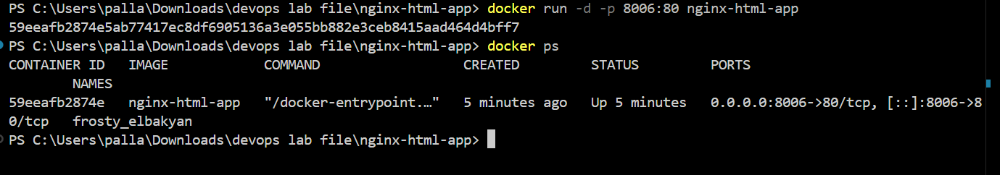 PS C:\Users\palla\Downloads\devops lab file\nginx-html-app> docker run -d -p 8006:80 nginx-html-app
59eeafb2874e5ab77417ec8df6905136a3e055bb882e3ceb8415aad464d4bff7
PS C:\Users\palla\Downloads\devops lab file\nginx-html-app> docker ps
CONTAINER ID   IMAGE            COMMAND                  CREATED         STATUS         PORTS
        NAMES
59eeafb2874e   nginx-html-app   "/docker-entrypoint.…"   5 minutes ago   Up 5 minutes   0.0.0.0:8006->80/tcp, [::]:8006->8
0/tcp   frosty_elbakyan
PS C:\Users\palla\Downloads\devops lab file\nginx-html-app>